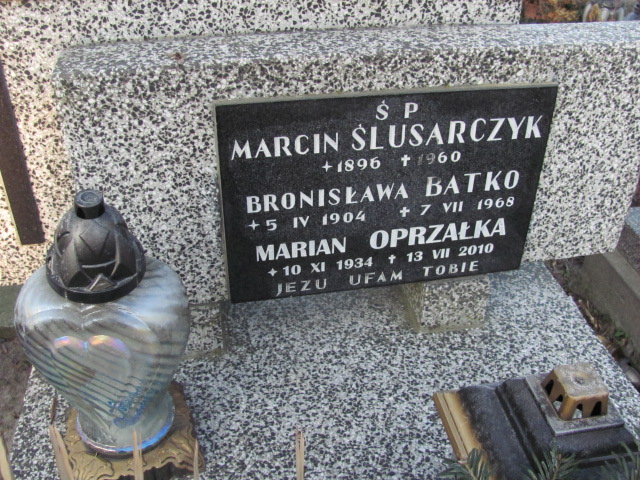 Ś P
MARCIN ŚLUSARCZYK
*1896 ✝1960
BRONISŁAWA BATKO
*5 IV 1904 ✝7 VII 1968
MARIAN OPRZAŁKA
*10 XI 1934 ✝13 VII 2010
JEZU UFAM TOBIE